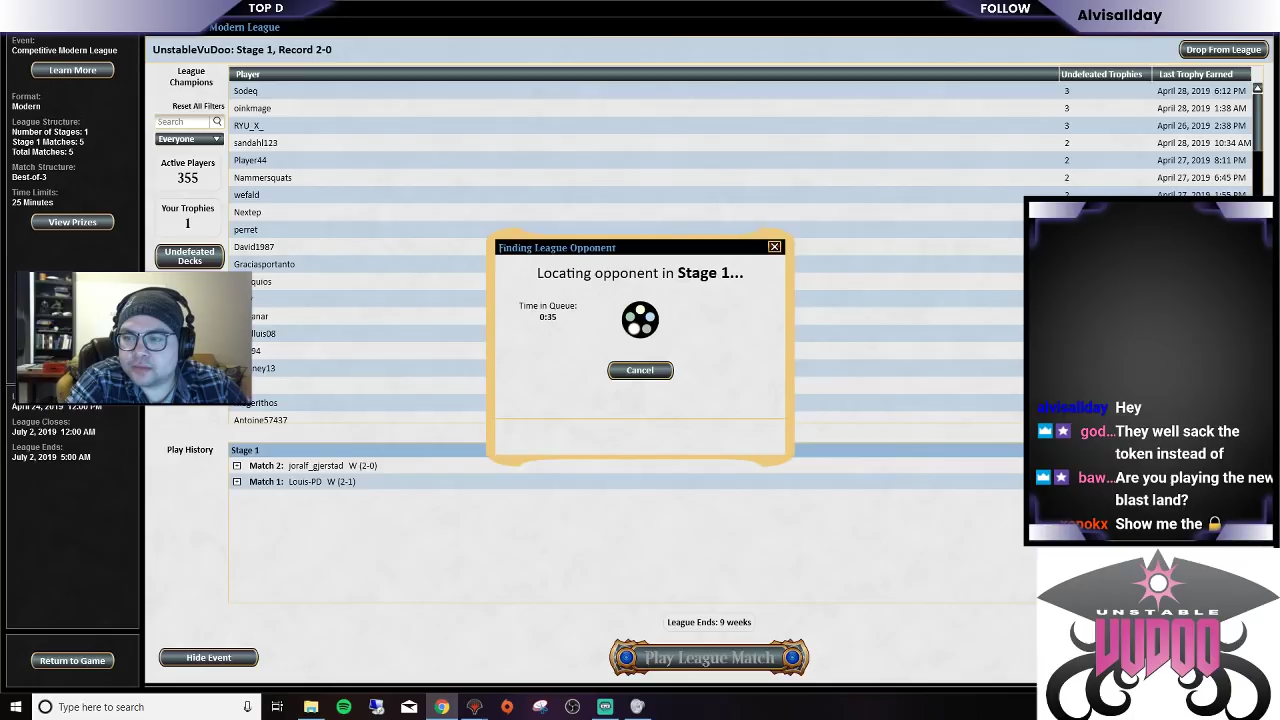 TOP D
FOLLOW
Alvisallday
Modern League
Event:
Competitive Modern League
Learn More
Format:
Modern
League Structure:
Number of Stages: 1
Stage 1 Matches: 5
Total Matches: 5
Match Structure:
Best-of-3
Time Limits:
25 Minutes
View Prizes
April 24, 2019 12:00 PM
League Closes:
July 2, 2019 12:00 AM
League Ends:
July 2, 2019 5:00 AM
Return to Game
UnstableVuDoo: Stage 1, Record 2-0
Drop From League
League Champions
Reset All Filters
Search
Everyone
Active Players
355
Your Trophies
1
Undefeated Decks
Player Undefeated Trophies Last Trophy Earned
Sodeq 3 April 28, 2019 6:12 PM
oinkmage 3 April 28, 2019 1:38 AM
RYU_X_ 3 April 26, 2019 2:38 PM
sandahl123 2 April 28, 2019 10:34 AM
Player44 2 April 27, 2019 8:11 PM
Nammersquats 2 April 27, 2019 6:45 PM
wefald 2 April 27, 2019 1:55 PM
Nextep
perret
David1987
Graciasportanto
Antoine57437
Finding League Opponent
Locating opponent in Stage 1...
Time in Queue:
0:35
Cancel
Play History
Stage 1
Match 2: joralf_gjerstad W (2-0)
Match 1: Louis-PD W (2-1)
League Ends: 9 weeks
Hide Event
Play League Match
alvisallday Hey
god... They well sack the
token instead of
baw... Are you playing the new
blast land?
Show me the
UNSTABLE
VUDOO
Type here to search